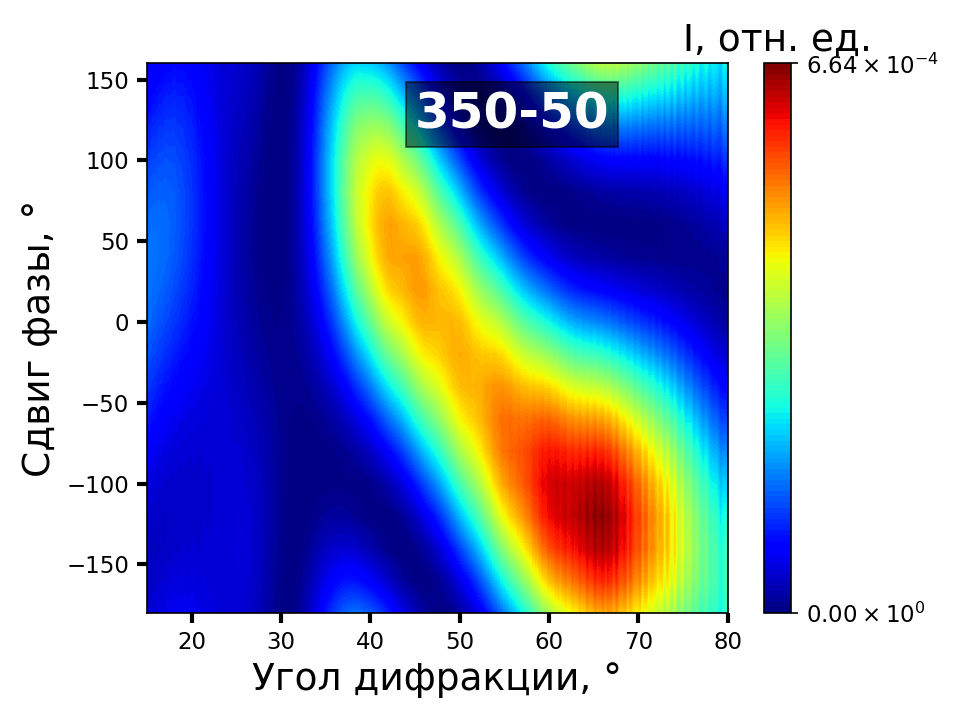 I, отн. ед.
6.64 × 10⁻⁴
350-50
150
100
50
0
−50
−100
−150
Сдвиг фазы, °
0.00 × 10⁰
20 30 40 50 60 70 80
Угол дифракции, °